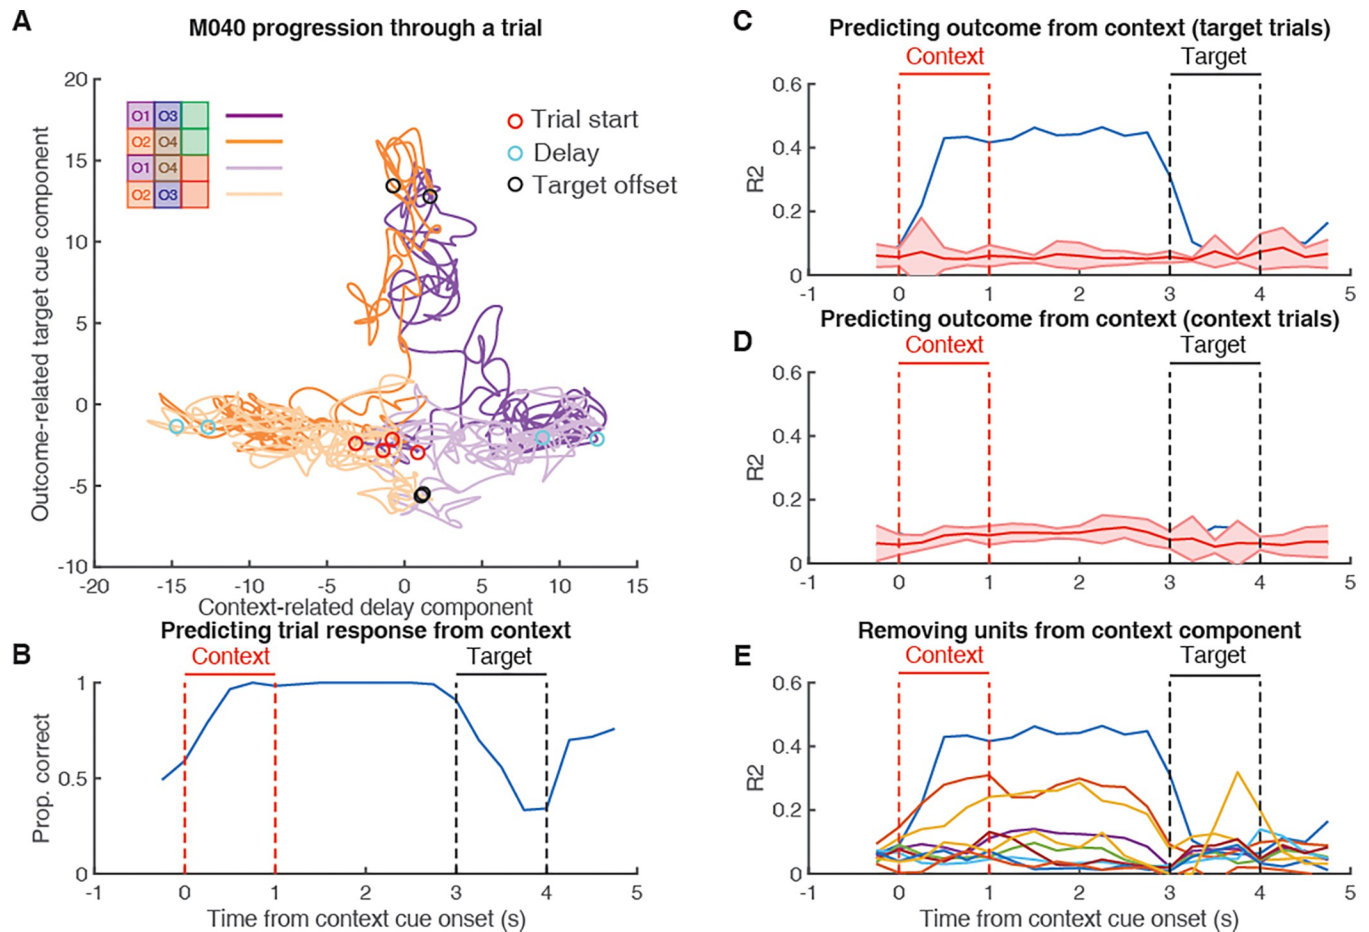 A
M040 progression through a trial
Outcome-related target cue component
20
15
10
5
0
-5
-10
-20
-15
-10
-5
0
5
10
15
Context-related delay component
O1 O3
O2 O4
O1 O4
O2 O3
Trial start
Delay
Target offset
B
Predicting trial response from context
Context
Target
Prop. correct
1
0.5
0
-1
0
1
2
3
4
5
Time from context cue onset (s)
C
Predicting outcome from context (target trials)
Context
Target
R2
0.6
0.4
0.2
0
-1
0
1
2
3
4
5
D
Predicting outcome from context (context trials)
Context
Target
R2
0.6
0.4
0.2
0
-1
0
1
2
3
4
5
E
Removing units from context component
Context
Target
R2
0.6
0.4
0.2
0
-1
0
1
2
3
4
5
Time from context cue onset (s)